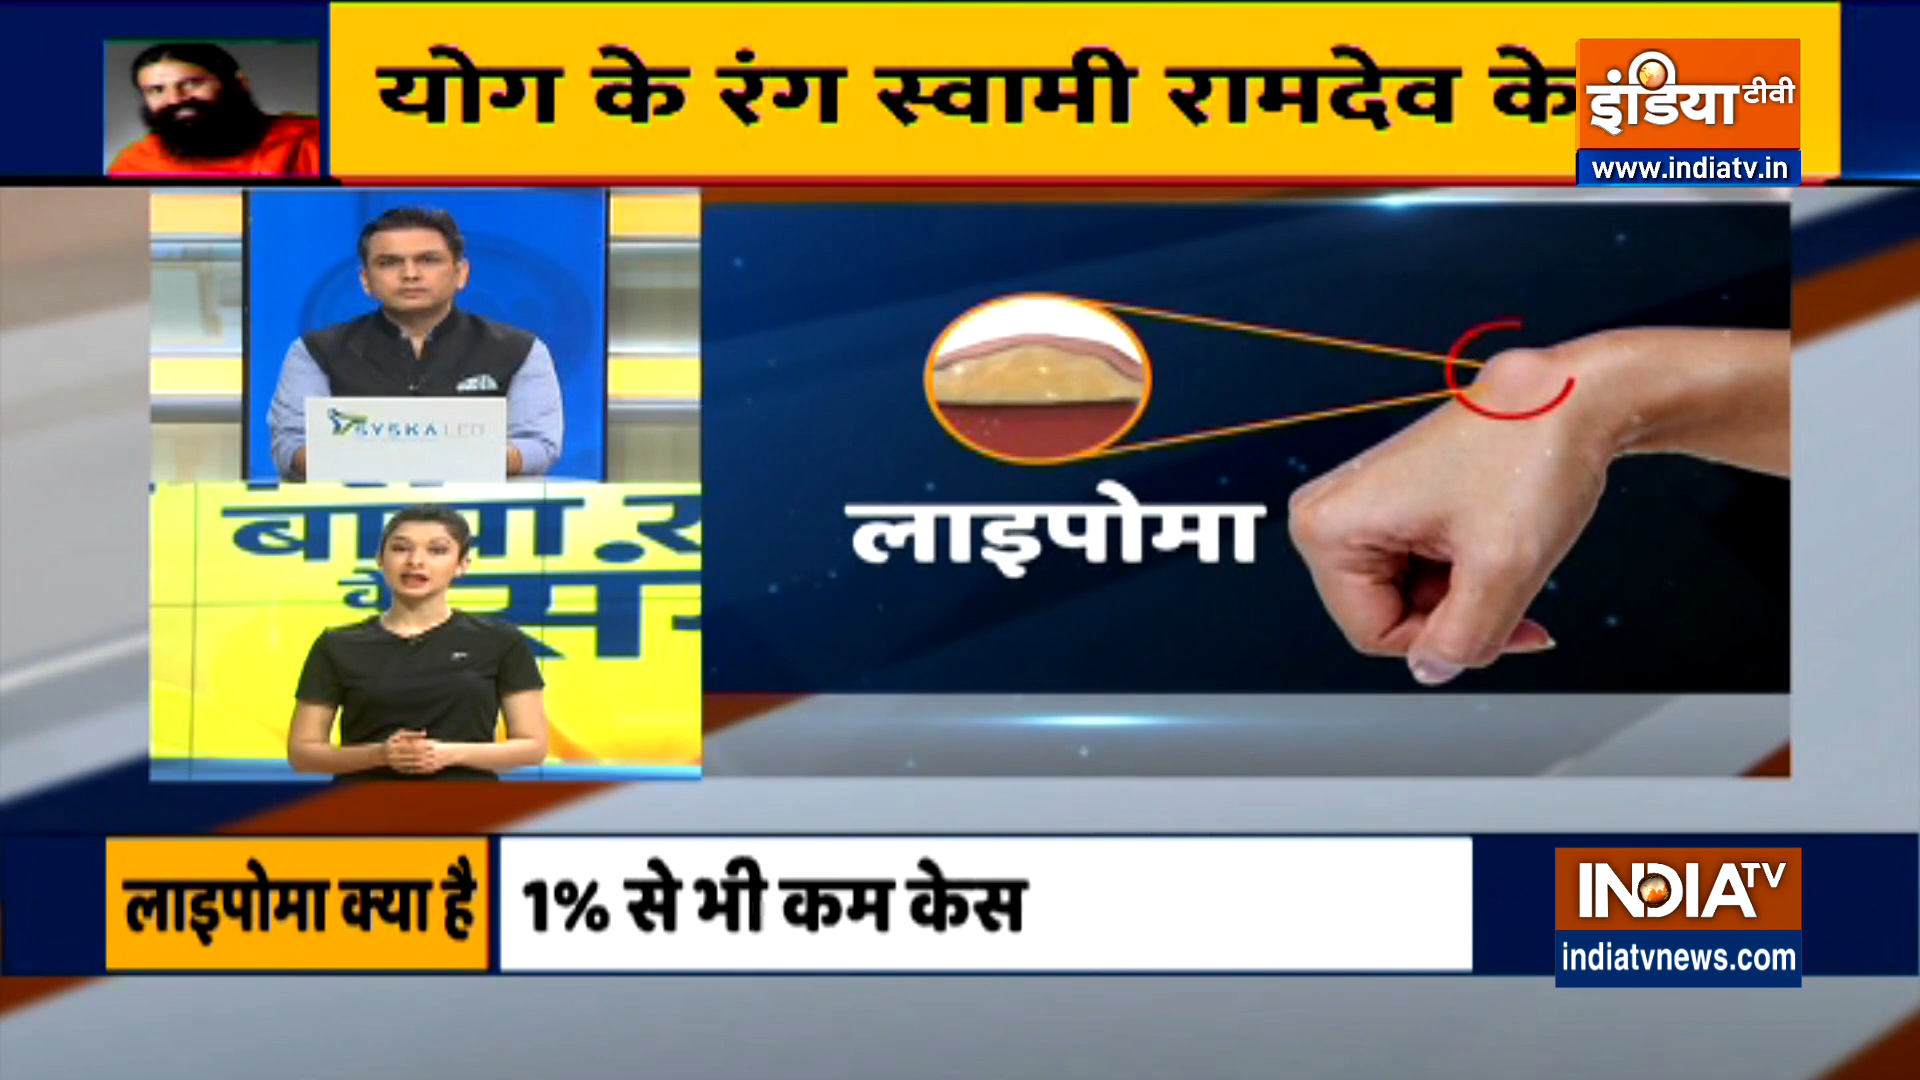 योग के रंग स्वामी रामदेव के
इंडिया टीवी
www.indiatv.in
SYSKA LED
बाबा
के
लाइपोमा
लाइपोमा क्या है
1% से भी कम केस
INDIA TV
indiatvnews.com